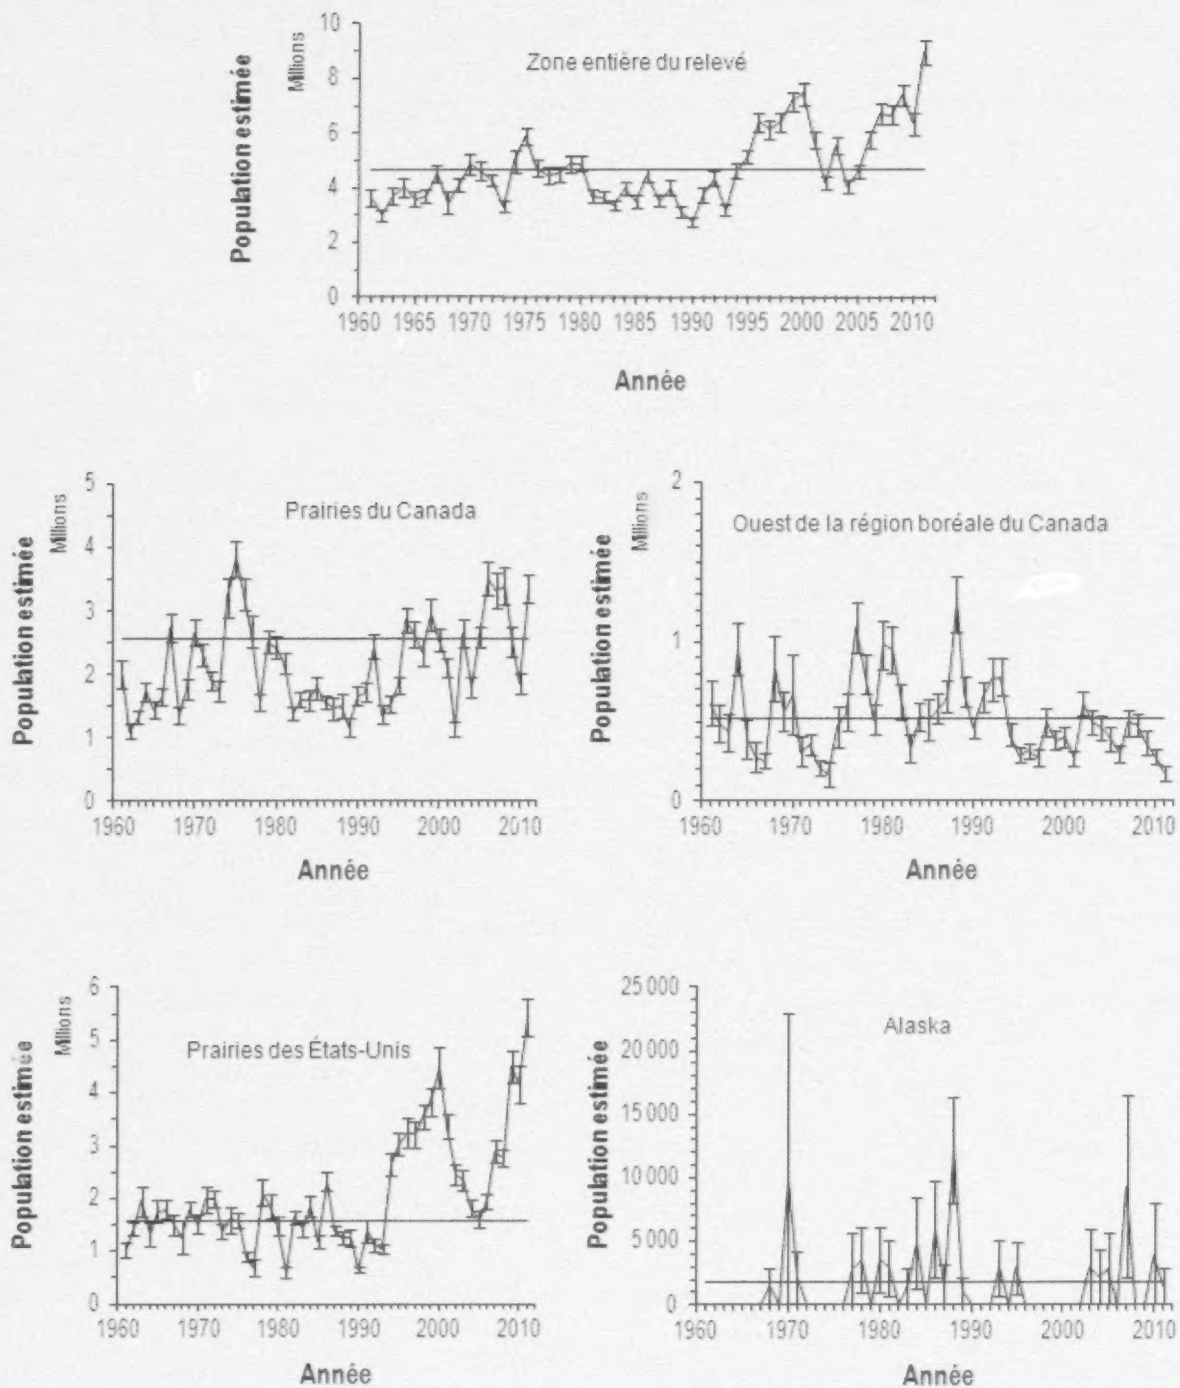 Zone entière du relevé
Population estimée
Millions
10
8
6
4
2
0
1960 1965 1970 1975 1980 1985 1990 1995 2000 2005 2010
Année
Prairies du Canada
Population estimée
Millions
5
4
3
2
1
0
1960 1970 1980 1990 2000 2010
Année
Ouest de la région boréale du Canada
Population estimée
Millions
2
1
0
1960 1970 1980 1990 2000 2010
Année
Prairies des États-Unis
Population estimée
Millions
6
5
4
3
2
1
0
1960 1970 1980 1990 2000 2010
Année
Alaska
Population estimée
25 000
20 000
15 000
10 000
5 000
0
1960 1970 1980 1990 2000 2010
Année